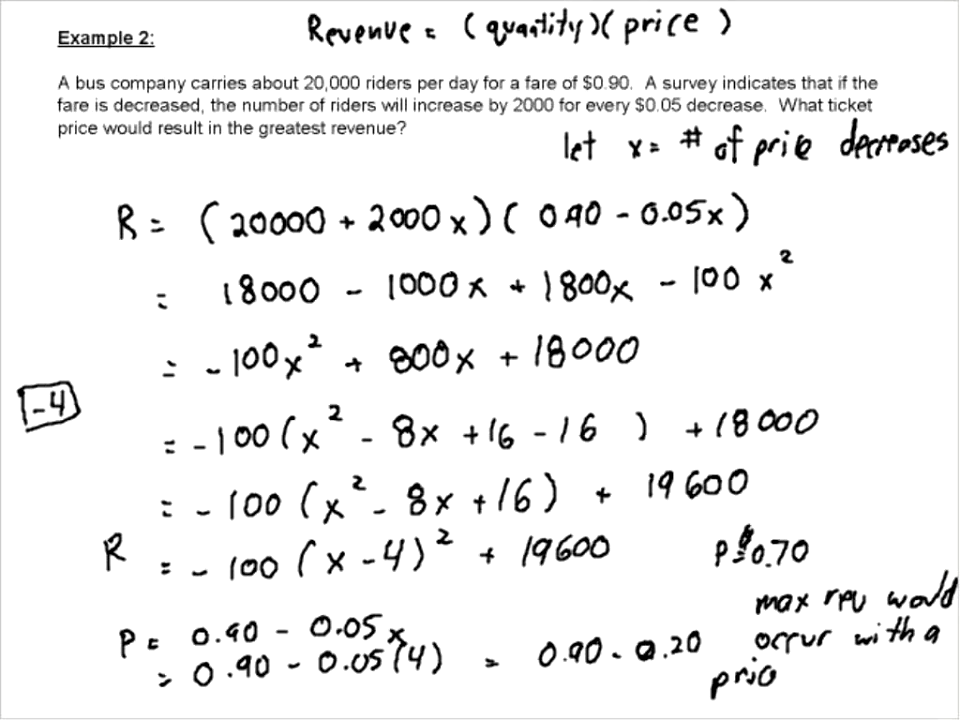 Revenue = (quantity)(price)
Example 2:
A bus company carries about 20,000 riders per day for a fare of $0.90. A survey indicates that if the
fare is decreased, the number of riders will increase by 2000 for every $0.05 decrease. What ticket
price would result in the greatest revenue?
let x = # of price decreases
R = (20000 + 2000x)(0.90 - 0.05x)
= 18000 - 1000x + 1800x - 100x²
= -100x² + 800x + 18000
-4
= -100(x² - 8x + 16 - 16) + 18000
= -100(x² - 8x + 16) + 19600
R = -100(x - 4)² + 19600
P = $0.70
max rev would
occur with a
price
P = 0.90 - 0.05x
= 0.90 - 0.05(4) = 0.90 - 0.20